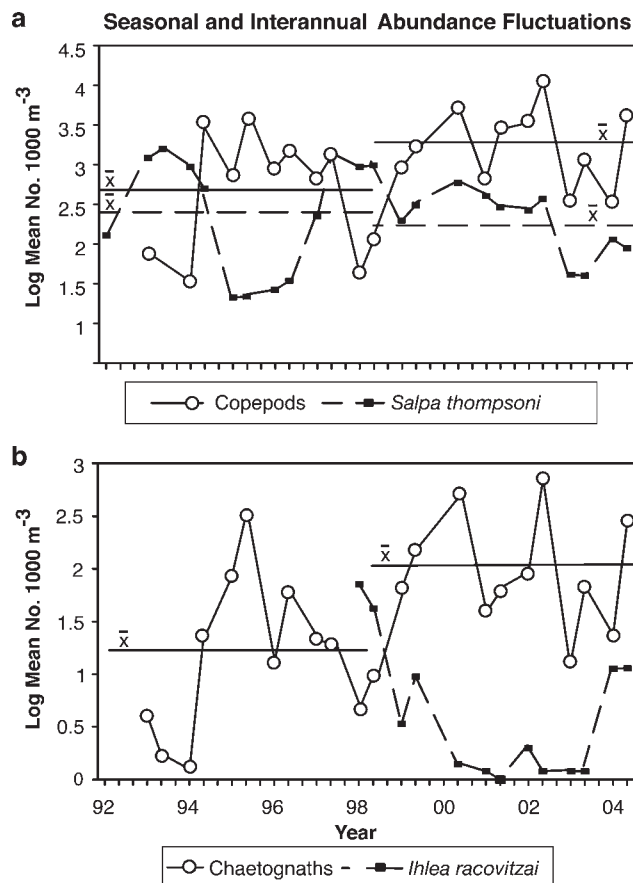 a
Seasonal and Interannual Abundance Fluctuations
4.5
4
3.5
3
2.5
2
1.5
1
Log Mean No. 1000 m⁻³
x̄
x̄
x̄
x̄
Copepods
Salpa thompsoni
b
3
2.5
2
1.5
1
0.5
0
Log Mean No. 1000 m⁻³
x̄
x̄
92 94 96 98 00 02 04
Year
Chaetognaths
Ihlea racovitzai